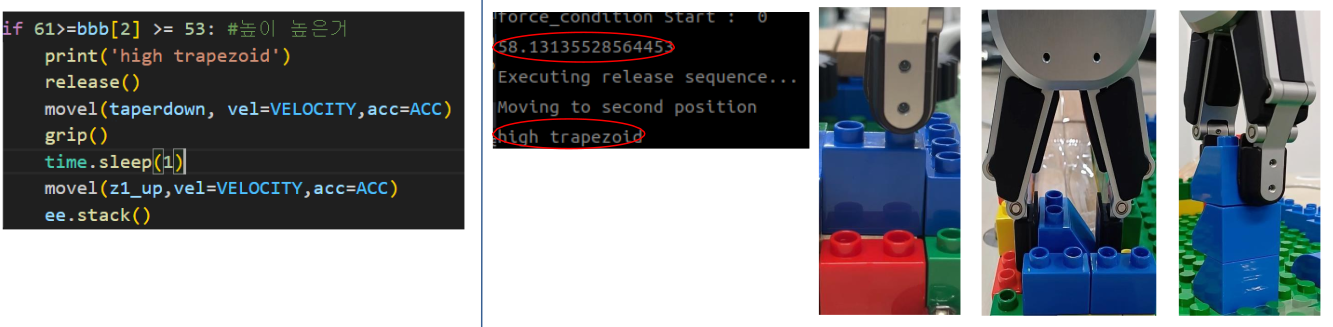 if 61>=bbb[2] >= 53: #높이 높은거
print('high trapezoid')
release()
movel(taperdown, vel=VELOCITY,acc=ACC)
grip()
time.sleep(1)
movel(z1_up,vel=VELOCITY,acc=ACC)
ee.stack()
force_condition Start : 0
58.13135528564453
Executing release sequence...
Moving to second position
high trapezoid